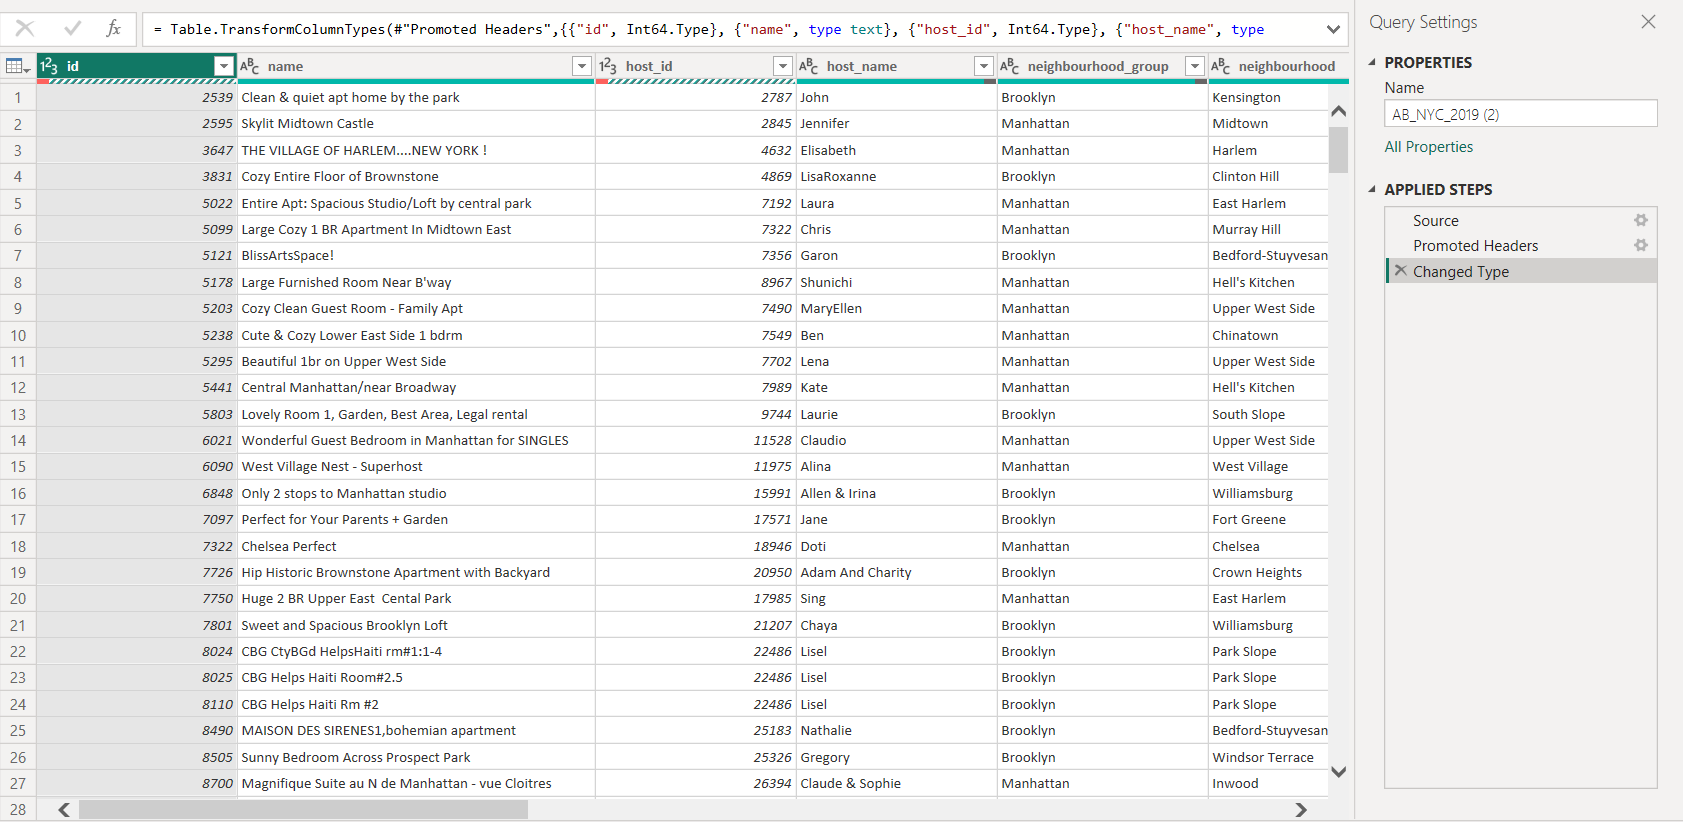 fx = Table.TransformColumnTypes(#"Promoted Headers",{{"id", Int64.Type}, {"name", type text}, {"host_id", Int64.Type}, {"host_name", type
123 id ABC name 123 host_id ABC host_name ABC neighbourhood_group ABC neighbourhood
1 2539 Clean & quiet apt home by the park 2787 John Brooklyn Kensington
2 2595 Skylit Midtown Castle 2845 Jennifer Manhattan Midtown
3 3647 THE VILLAGE OF HARLEM....NEW YORK ! 4632 Elisabeth Manhattan Harlem
4 3831 Cozy Entire Floor of Brownstone 4869 LisaRoxanne Brooklyn Clinton Hill
5 5022 Entire Apt: Spacious Studio/Loft by central park 7192 Laura Manhattan East Harlem
6 5099 Large Cozy 1 BR Apartment In Midtown East 7322 Chris Manhattan Murray Hill
7 5121 BlissArtsSpace! 7356 Garon Brooklyn Bedford-Stuyvesan
8 5178 Large Furnished Room Near B'way 8967 Shunichi Manhattan Hell's Kitchen
9 5203 Cozy Clean Guest Room - Family Apt 7490 MaryEllen Manhattan Upper West Side
10 5238 Cute & Cozy Lower East Side 1 bdrm 7549 Ben Manhattan Chinatown
11 5295 Beautiful 1br on Upper West Side 7702 Lena Manhattan Upper West Side
12 5441 Central Manhattan/near Broadway 7989 Kate Manhattan Hell's Kitchen
13 5803 Lovely Room 1, Garden, Best Area, Legal rental 9744 Laurie Brooklyn South Slope
14 6021 Wonderful Guest Bedroom in Manhattan for SINGLES 11528 Claudio Manhattan Upper West Side
15 6090 West Village Nest - Superhost 11975 Alina Manhattan West Village
16 6848 Only 2 stops to Manhattan studio 15991 Allen & Irina Brooklyn Williamsburg
17 7097 Perfect for Your Parents + Garden 17571 Jane Brooklyn Fort Greene
18 7322 Chelsea Perfect 18946 Doti Manhattan Chelsea
19 7726 Hip Historic Brownstone Apartment with Backyard 20950 Adam And Charity Brooklyn Crown Heights
20 7750 Huge 2 BR Upper East  Cental Park 17985 Sing Manhattan East Harlem
21 7801 Sweet and Spacious Brooklyn Loft 21207 Chaya Brooklyn Williamsburg
22 8024 CBG CtyBGd HelpsHaiti rm#1:1-4 22486 Lisel Brooklyn Park Slope
23 8025 CBG Helps Haiti Room#2.5 22486 Lisel Brooklyn Park Slope
24 8110 CBG Helps Haiti Rm #2 22486 Lisel Brooklyn Park Slope
25 8490 MAISON DES SIRENES1,bohemian apartment 25183 Nathalie Brooklyn Bedford-Stuyvesan
26 8505 Sunny Bedroom Across Prospect Park 25326 Gregory Brooklyn Windsor Terrace
27 8700 Magnifique Suite au N de Manhattan - vue Cloitres 26394 Claude & Sophie Manhattan Inwood
28
Query Settings
PROPERTIES
Name
AB_NYC_2019 (2)
All Properties
APPLIED STEPS
Source
Promoted Headers
Changed Type